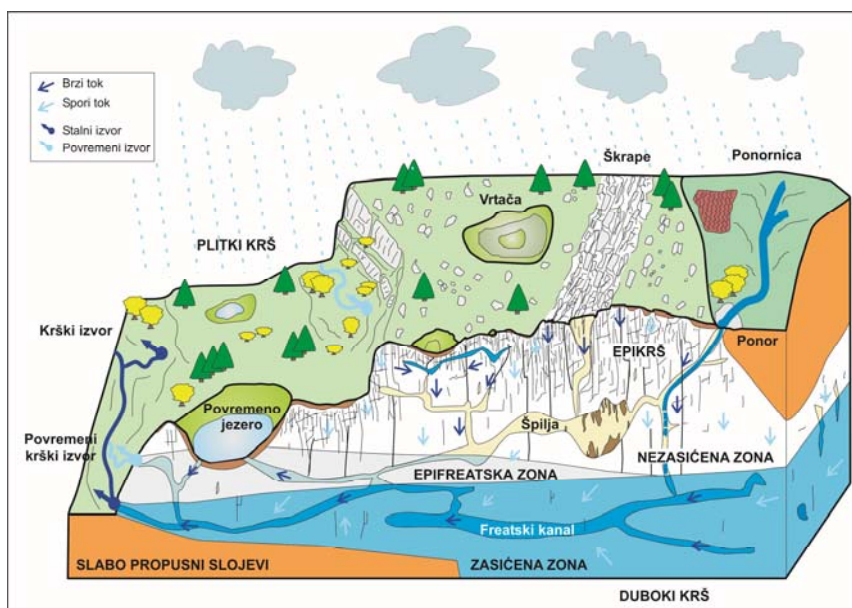 Brzi tok
Spori tok
Stalni izvor
Povremeni izvor
Škrape
Ponornica
Vrtača
PLITKI KRŠ
Krški izvor
Ponor
EPIKRŠ
Povremeno
jezero
Špilja
Povremeni
krški izvor
NEZASIĆENA ZONA
EPIFREATSKA ZONA
Freatski kanal
SLABO PROPUSNI SLOJEVI
ZASIĆENA ZONA
DUBOKI KRŠ